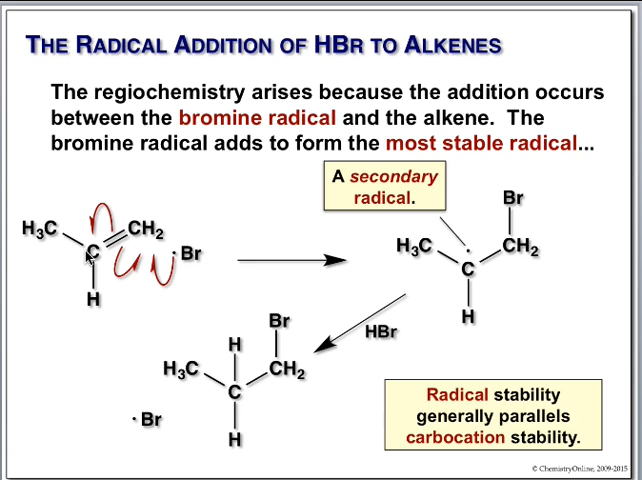 THE RADICAL ADDITION OF HBR TO ALKENES
The regiochemistry arises because the addition occurs
between the bromine radical and the alkene. The
bromine radical adds to form the most stable radical...
A secondary
radical.
H₃C
CH₂
C
· Br
H
Br
H₃C
·
CH₂
C
H
HBr
Br
H
H₃C
CH₂
C
H
· Br
Radical stability
generally parallels
carbocation stability.
© ChemistryOnline, 2009-2015